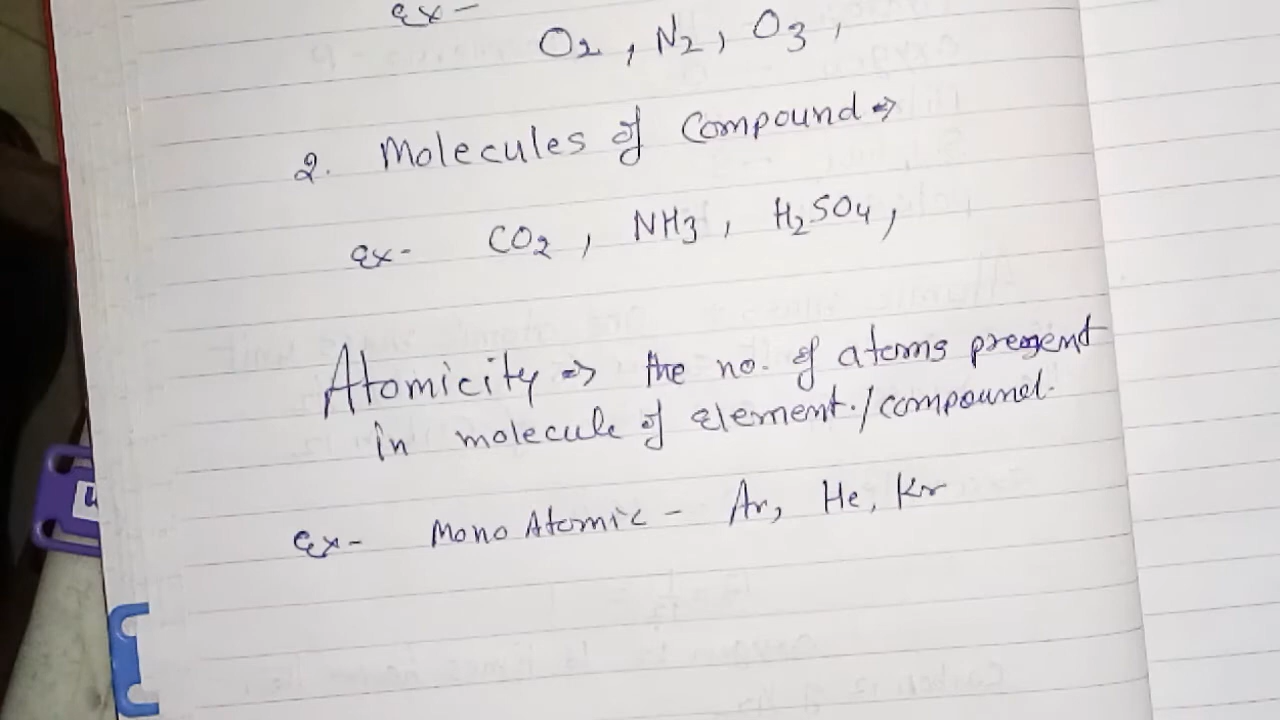 Ex-
O2, N2, O3,
2. Molecules of Compound ⇒
Ex- CO2, NH3, H2SO4,
Atomicity ⇒ the no. of atoms present
in molecule of element./compound.
Ex- Mono Atomic - Ar, He, Kr